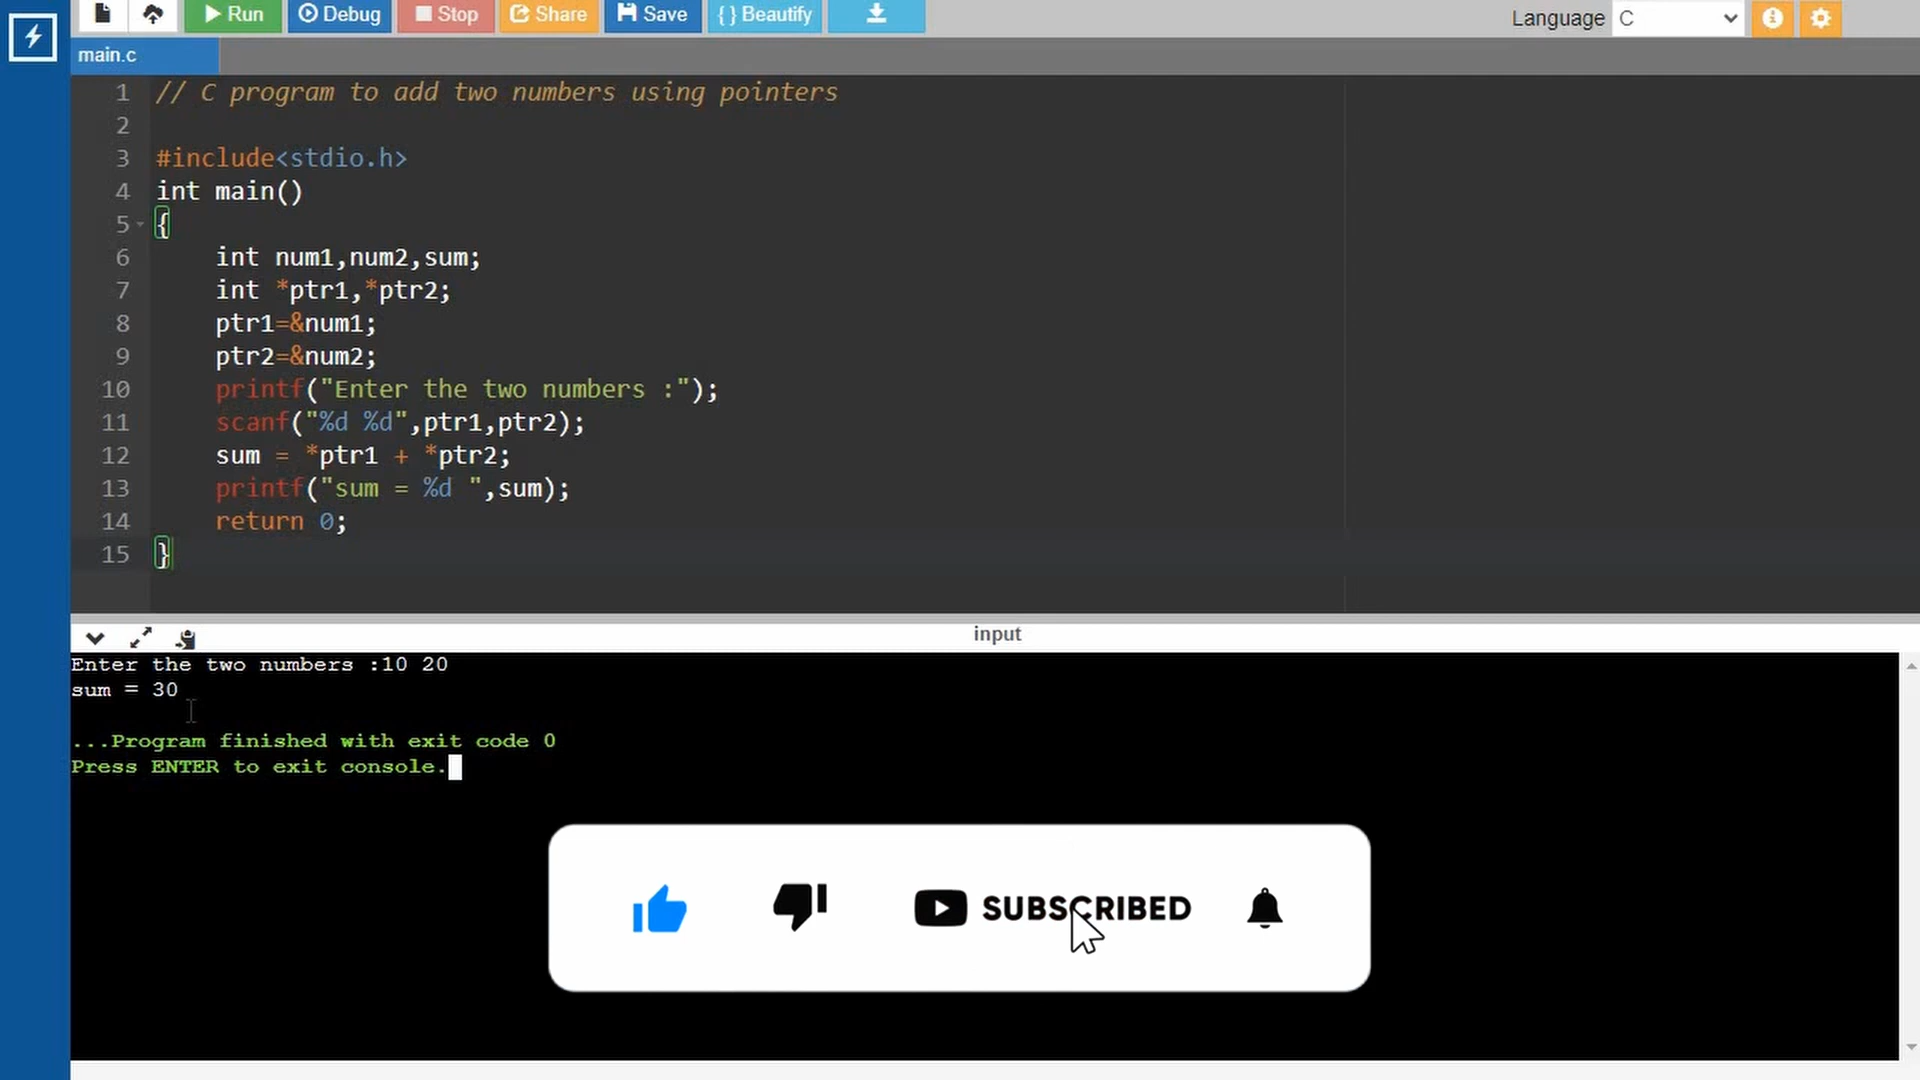 Run Debug Stop Share Save { } Beautify Language C
main.c
1 // C program to add two numbers using pointers
2
3 #include<stdio.h>
4 int main()
5 {
6 int num1,num2,sum;
7 int *ptr1,*ptr2;
8 ptr1=&num1;
9 ptr2=&num2;
10 printf("Enter the two numbers :");
11 scanf("%d %d",ptr1,ptr2);
12 sum = *ptr1 + *ptr2;
13 printf("sum = %d ",sum);
14 return 0;
15 }
input
Enter the two numbers :10 20
sum = 30
...Program finished with exit code 0
Press ENTER to exit console.
SUBSCRIBED